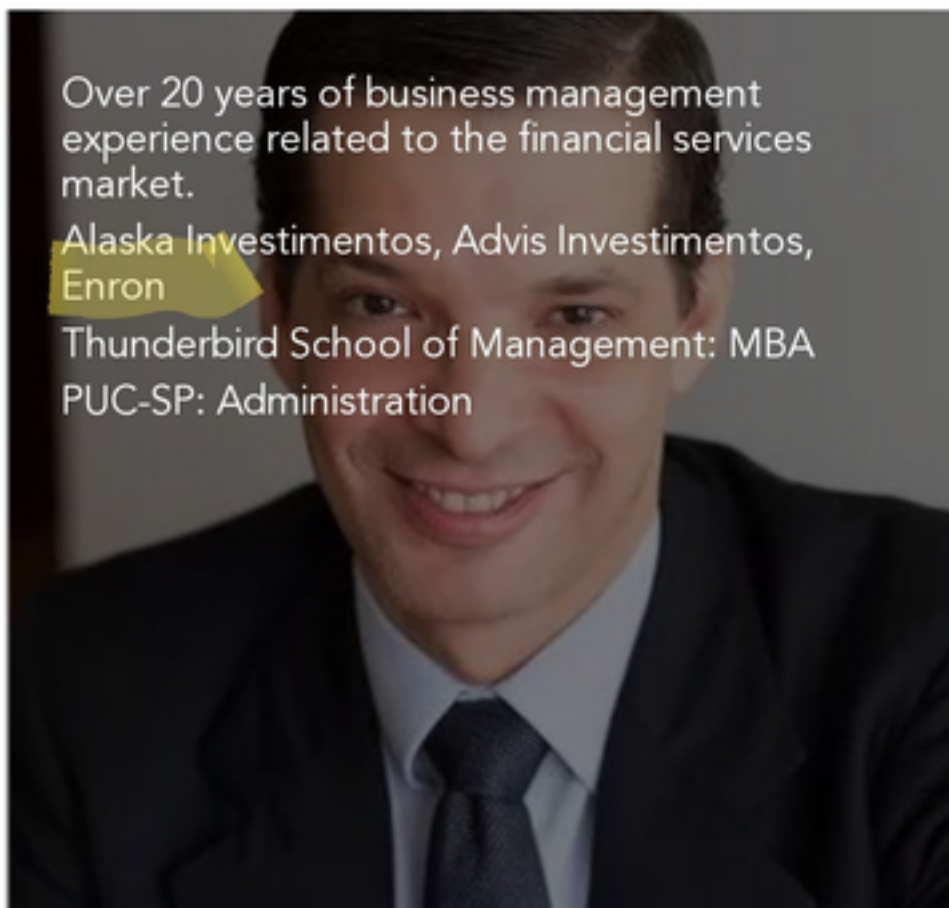 Over 20 years of business management
experience related to the financial services
market.
Alaska Investimentos, Advis Investimentos,
Enron
Thunderbird School of Management: MBA
PUC-SP: Administration